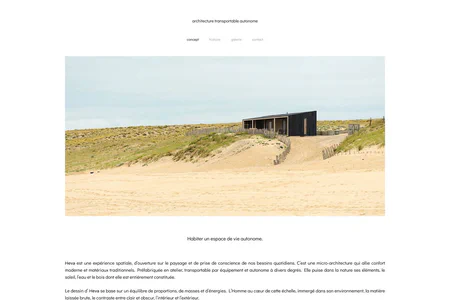 architecture transportable autonome
concept
contact
Habiter un espace de vie autonome.
Heva est une expérience spatiale, d'ouverture sur le paysage et de prise de conscience de nos besoins quotidiens. C'est une micro-architecture qui allie confort
moderne et matériaux traditionnels. Préfabriquée en atelier, transportable par équipement et autonome à divers degrés. Elle puise dans la nature ses éléments, le
soleil, l'eau et le bois dont elle est entièrement constituée.
Le dessin d' Heva se base sur un équilibre de proportions, de masses et d'énergies. L'Homme au cœur de cette échelle, immergé dans son environnement; la matière
laissée brute, le contraste entre clair et obscur, l'intérieur et l'extérieur.